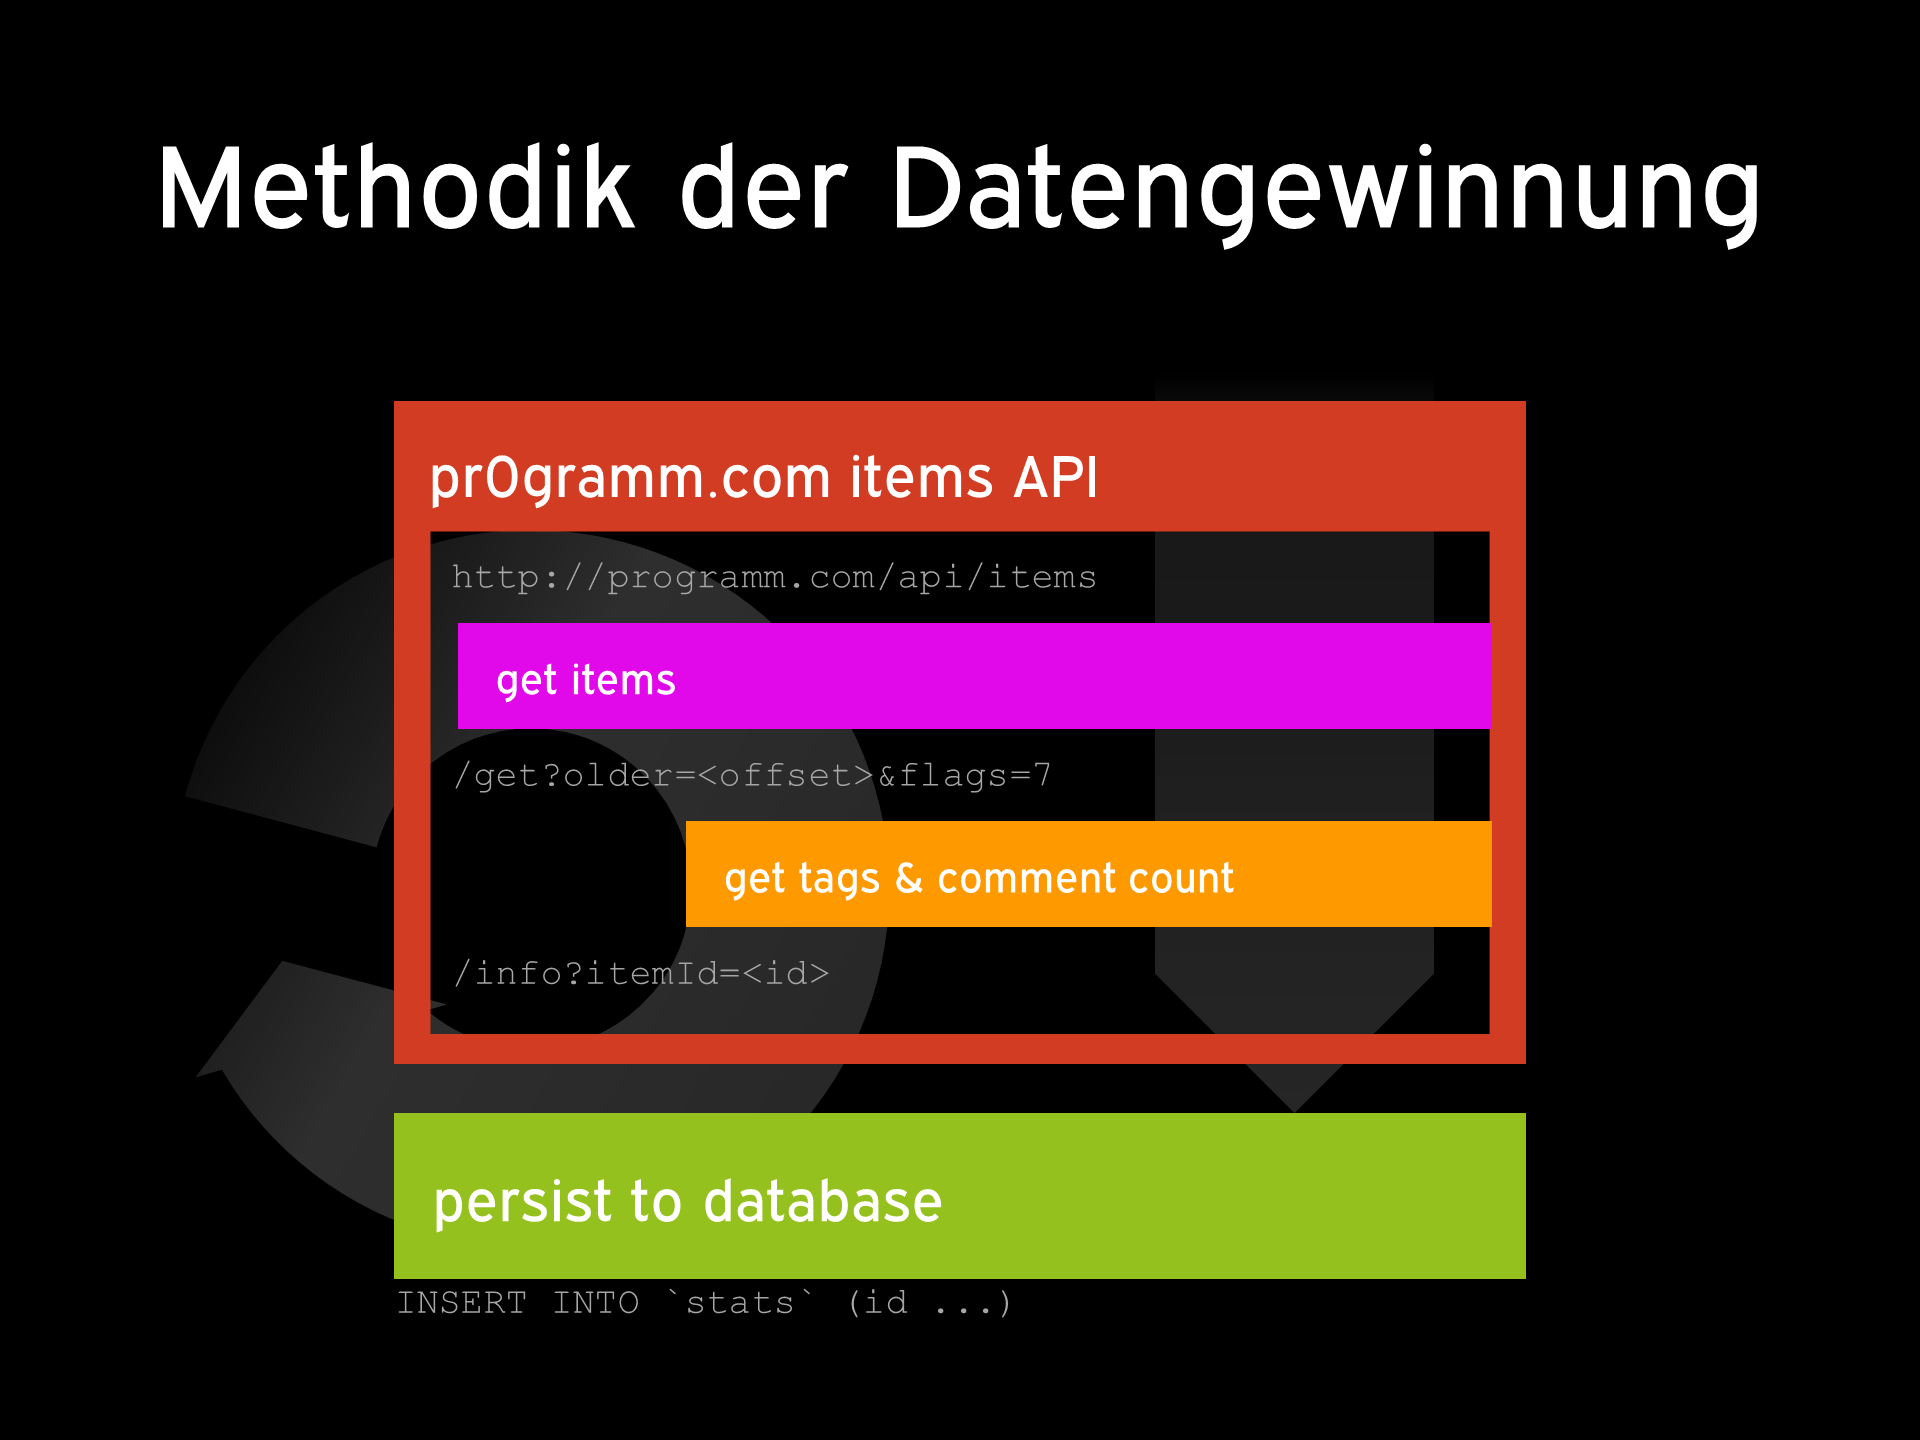 Methodik der Datengewinnung
pr0gramm.com items API
http://programm.com/api/items
get items
/get?older=<offset>&flags=7
get tags & comment count
/info?itemId=<id>
persist to database
INSERT INTO `stats` (id ...)